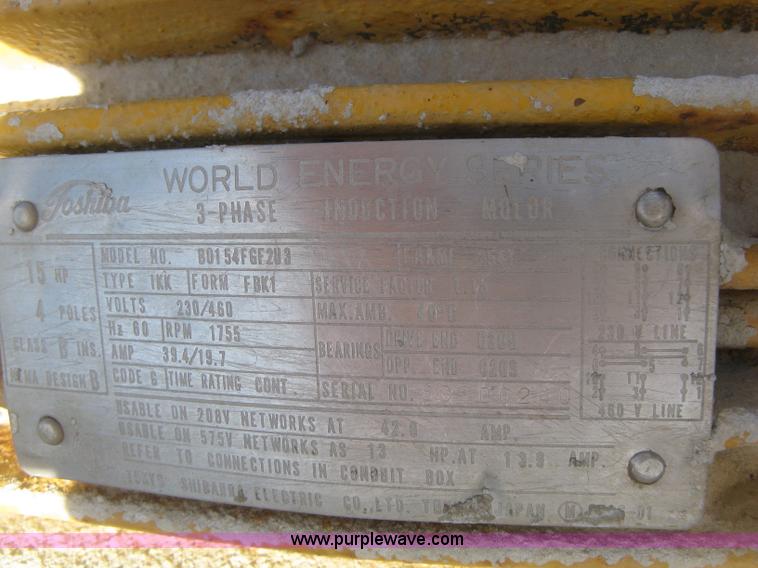 WORLD ENERGY SERIES
Toshiba
3-PHASE INDUCTION MOTOR
MODEL NO. B0154FGF2U3 FRAME
15 HP
4 POLES
CLASS B INS.
NEMA DESIGN B
TYPE IKK FORM FBK1
VOLTS 230/460
Hz 60 RPM 1755
AMP 39.4/19.7
CODE G TIME RATING CONT.
SERVICE FACTOR
MAX. AMB.
BEARINGS
DRIVE END
OPP. END
SERIAL NO.
CONNECTIONS
230 V LINE
460 V LINE
USABLE ON 208V NETWORKS AT 42.0 AMP.
USABLE ON 575V NETWORKS AS 13 HP. AT 13.8 AMP.
REFER TO CONNECTIONS IN CONDUIT BOX
TOKYO SHIBAURA ELECTRIC CO., LTD. TOKYO JAPAN
www.purplewave.com